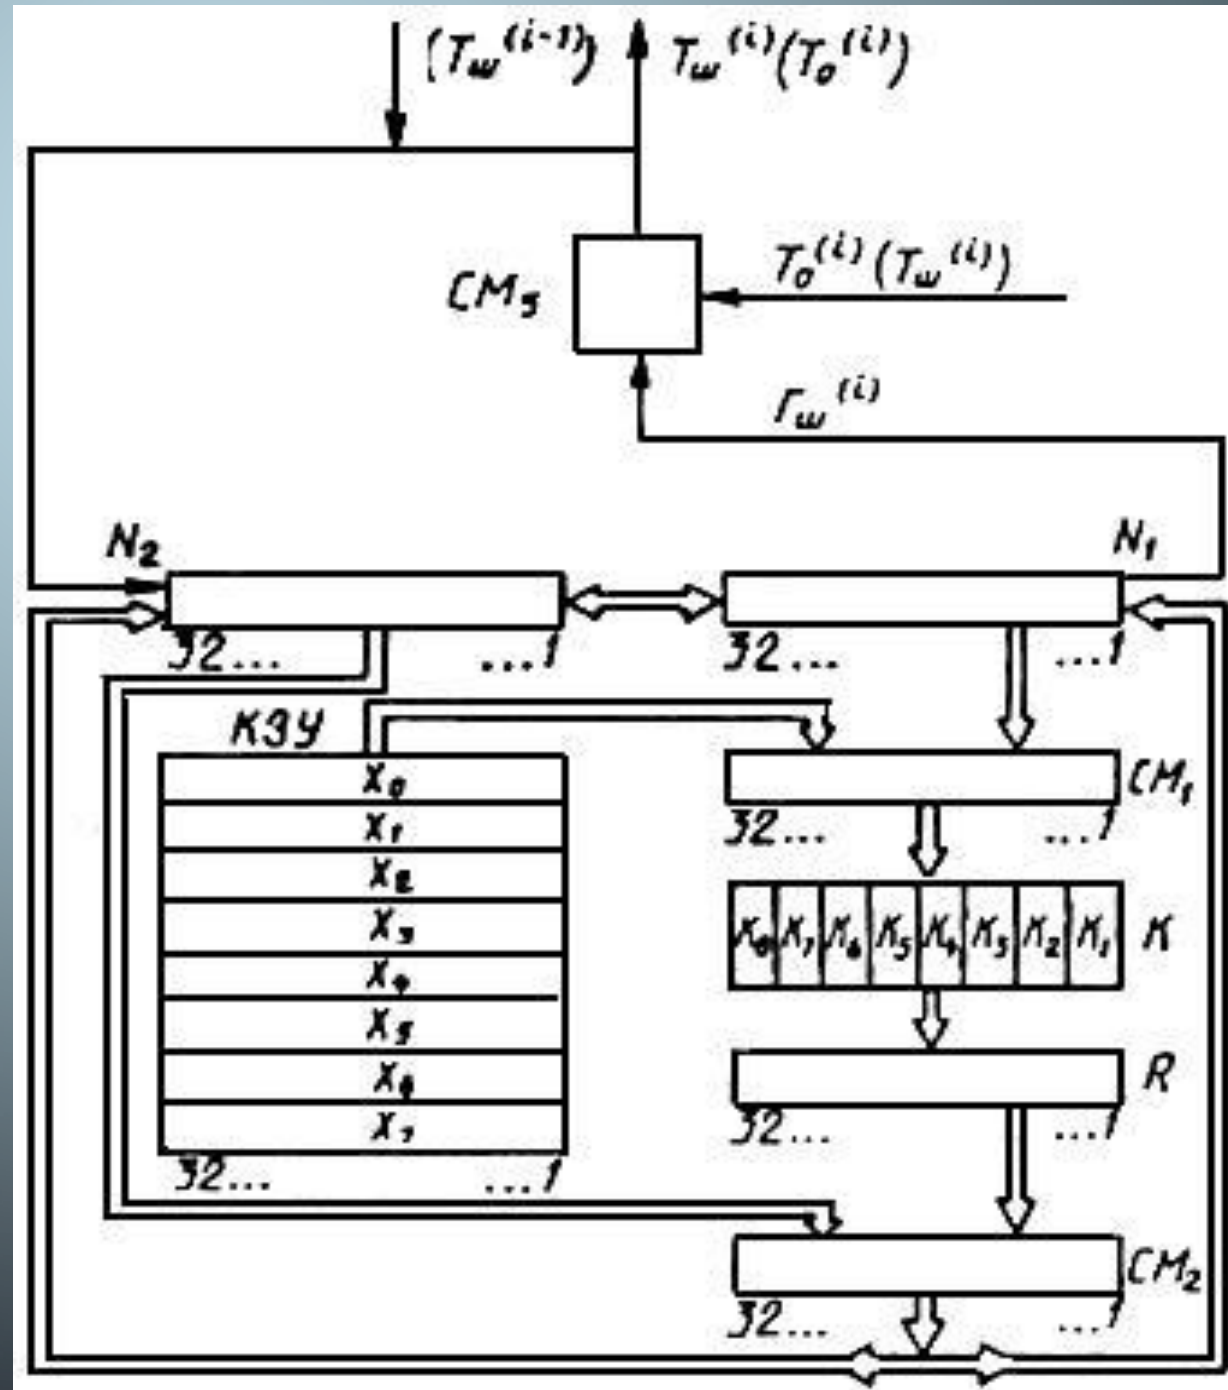 (Tш⁽ⁱ⁻¹⁾) Tш⁽ⁱ⁾(T₀⁽ⁱ⁾)
T₀⁽ⁱ⁾(Tш⁽ⁱ⁾)
CM₅
Гш⁽ⁱ⁾
N₂ N₁
32... ...1 32... ...1
КЗУ
X₀ CM₁
X₁ 32... ...1
X₂
X₃ K₈ K₇ K₆ K₅ K₄ K₃ K₂ K₁ K
X₄
X₅ R
X₆
X₇ 32... ...1
32... ...1
CM₂
32... ...1